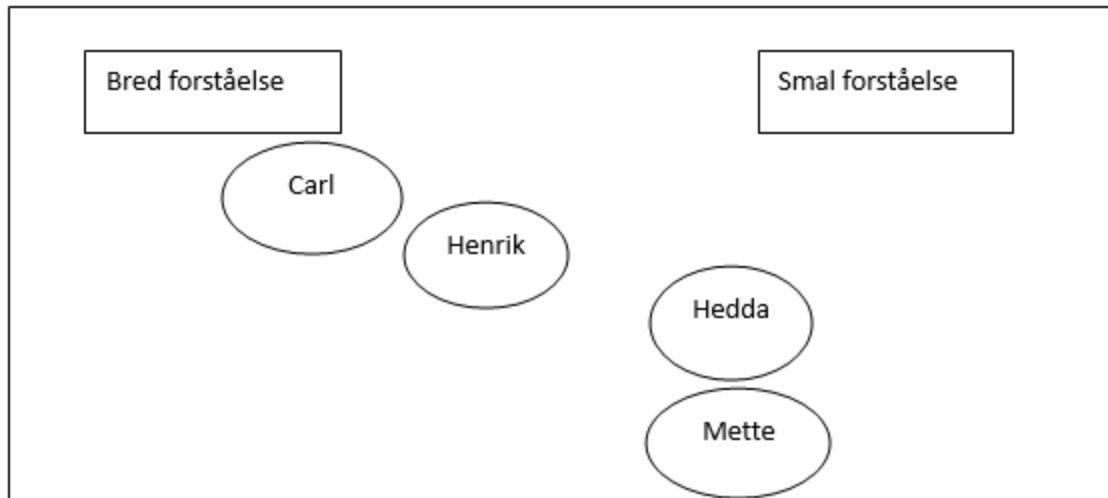 Bred forståelse
Smal forståelse
Carl
Henrik
Hedda
Mette